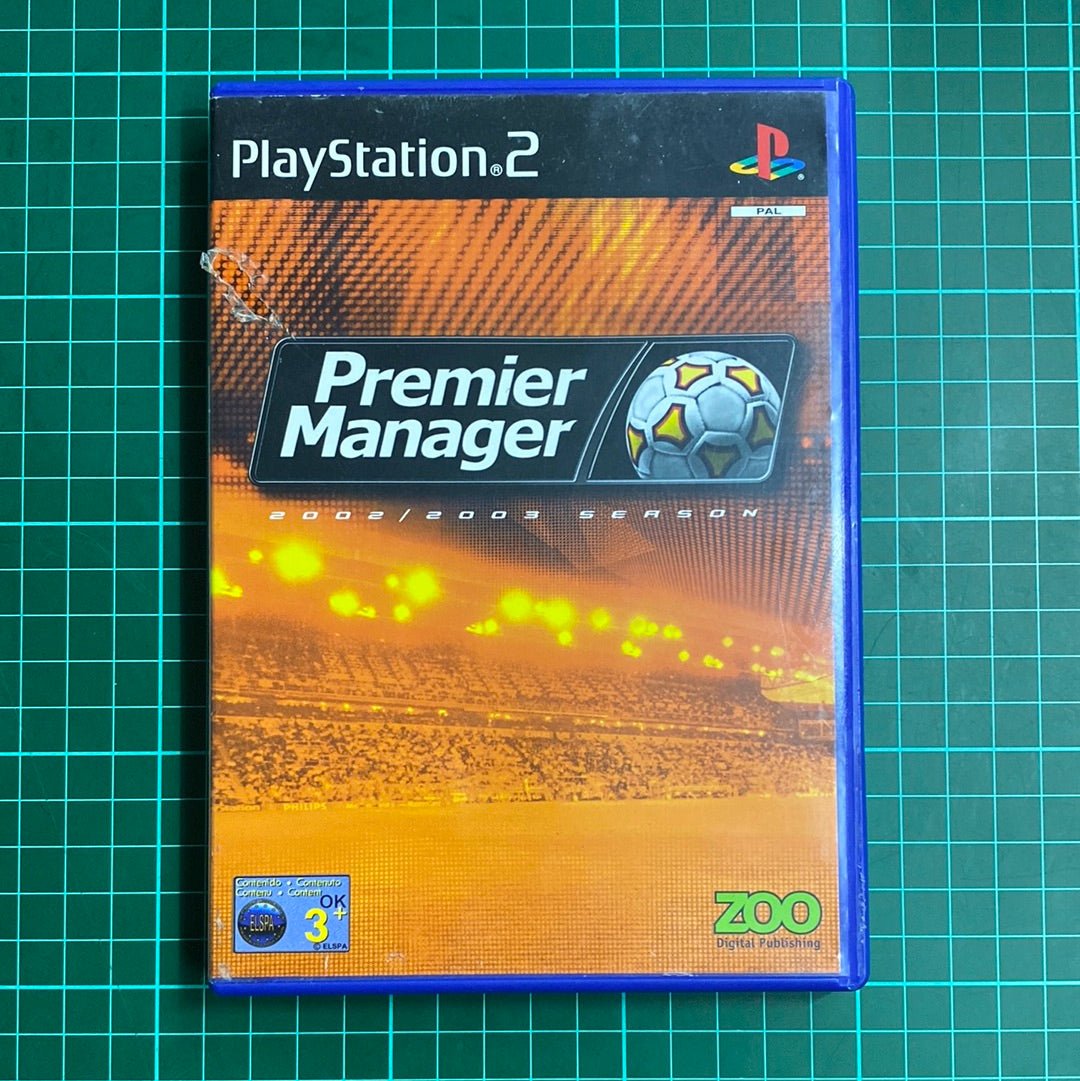 PlayStation®2
PAL
Premier
Manager
2002/2003 SEASON
PHILIPS
Contenido • Contenuto
Contenu • Content
OK
ELSPA
3+
© ELSPA
ZOO
Digital Publishing